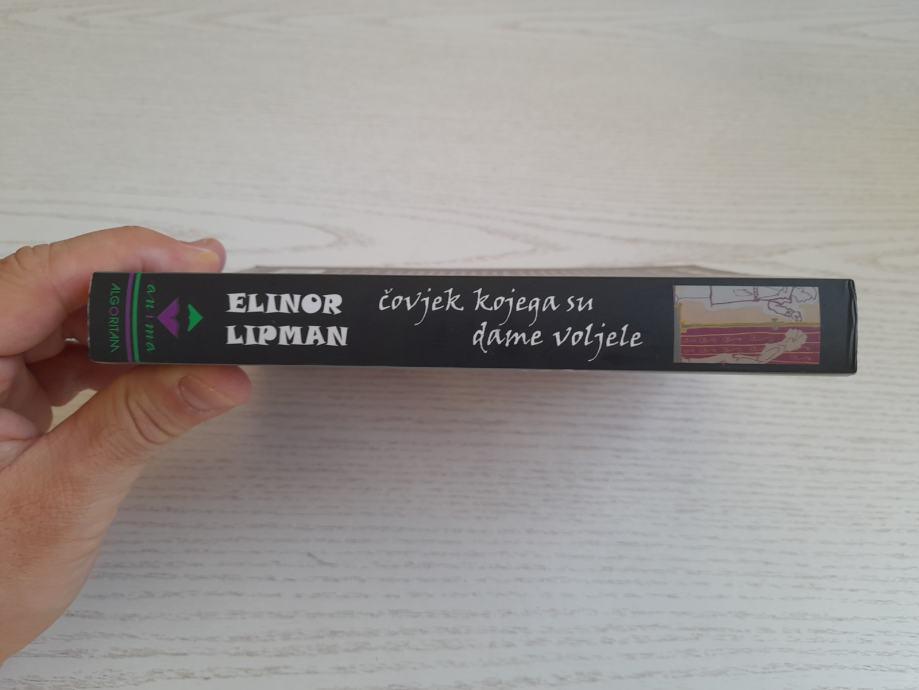 ALGORITAM
anima
ELINOR
LIPMAN
čovjek kojega su
dame voljele